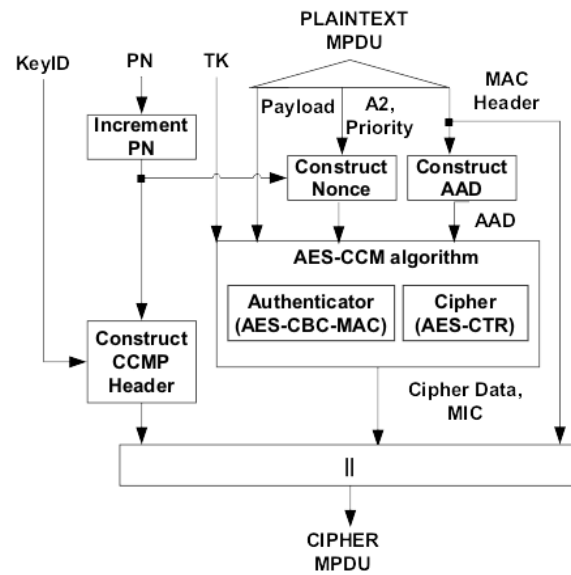 PLAINTEXT
MPDU
KeyID
PN
TK
MAC
Header
Payload
A2,
Priority
Increment
PN
Construct
Nonce
Construct
AAD
AAD
AES-CCM algorithm
Authenticator
(AES-CBC-MAC)
Cipher
(AES-CTR)
Construct
CCMP
Header
Cipher Data,
MIC
||
CIPHER
MPDU